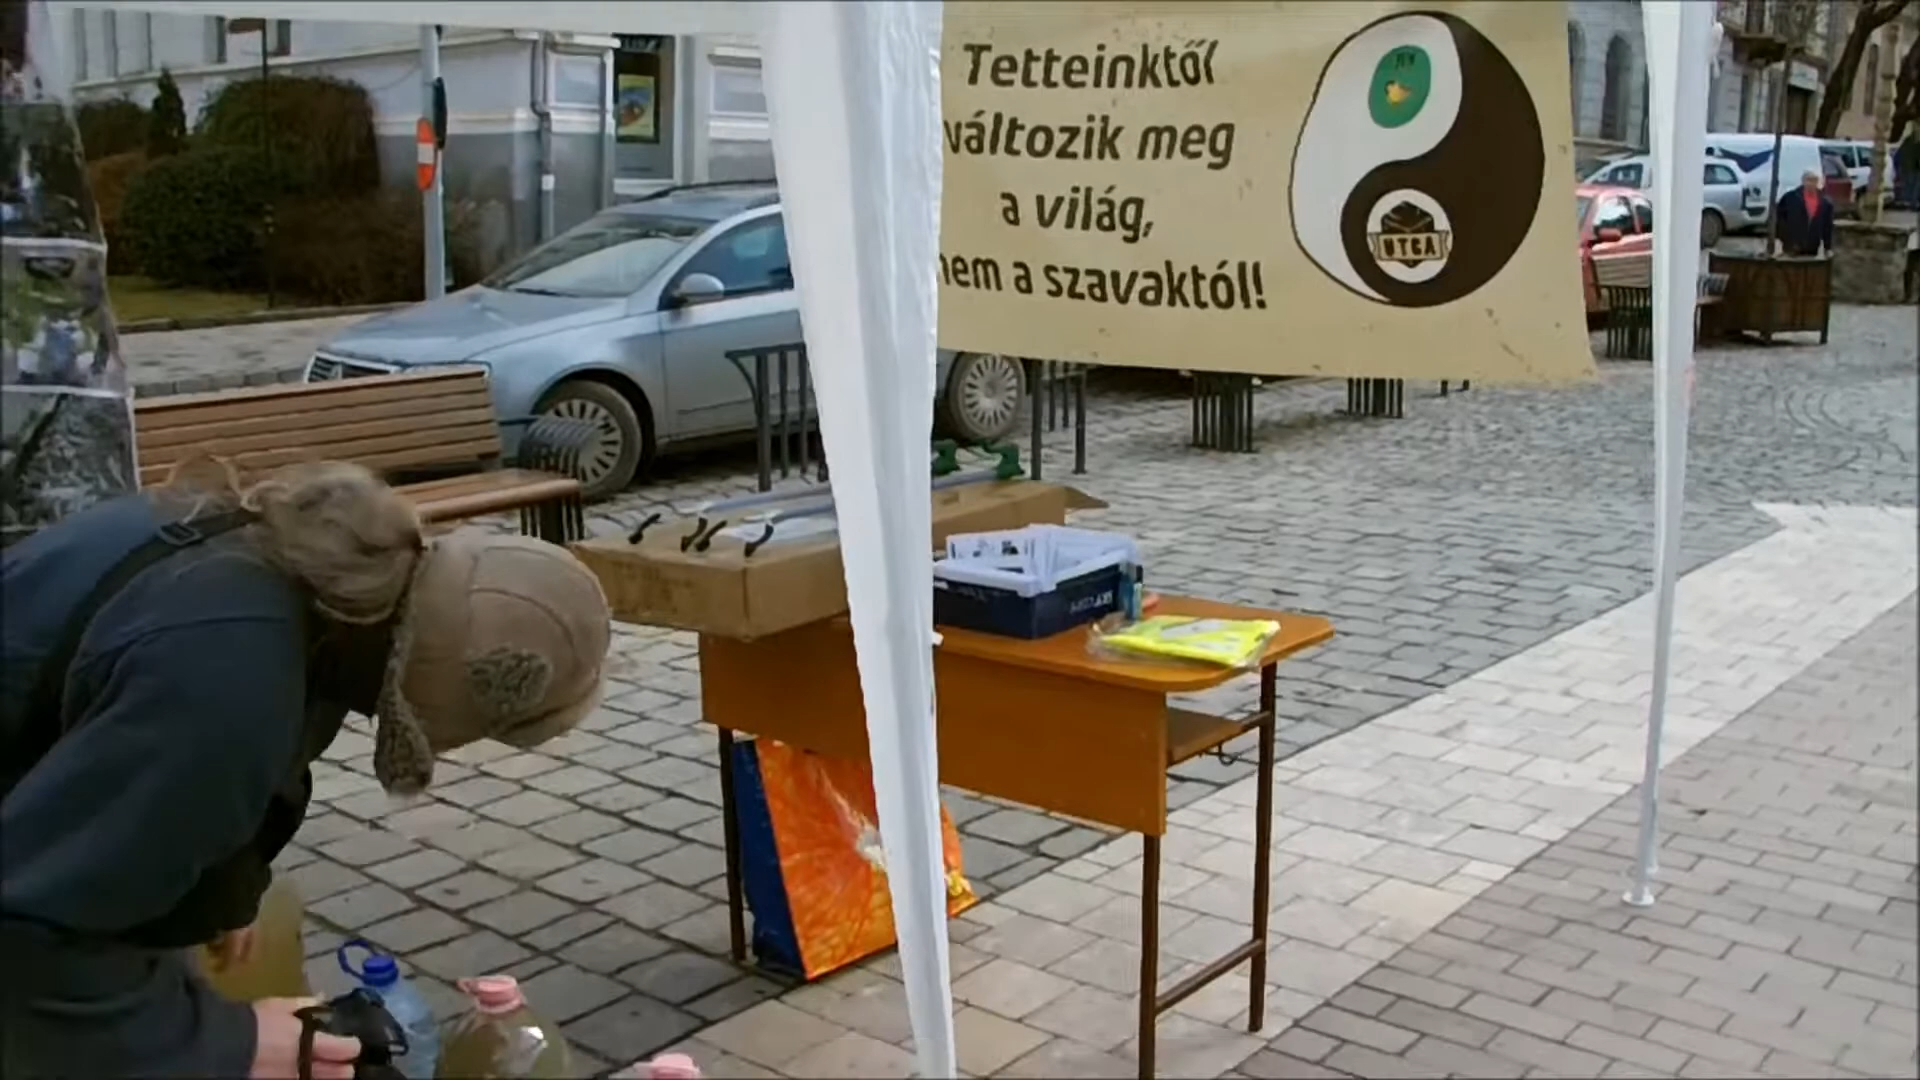 Tetteinktől
változik meg
a világ,
nem a szavaktól!
UTCA